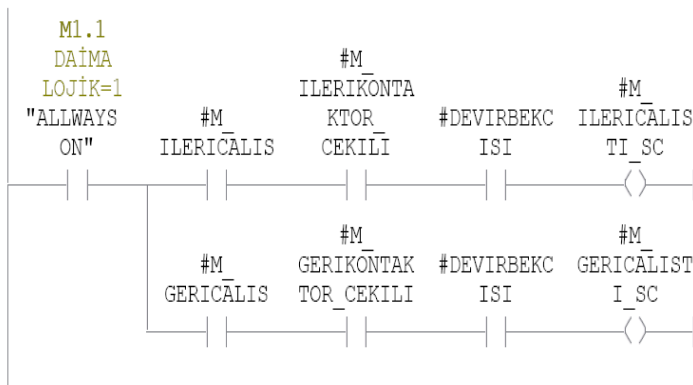 M1.1
DAİMA
LOJİK=1
"ALLWAYS
ON"
#M_
ILERICALIS
#M_
ILERIKONTA
KTOR_
CEKILI
#DEVIRBEKC
ISI
#M_
ILERICALIS
TI_SC
#M_
GERICALIS
#M_
GERIKONTAK
TOR_CEKILI
#DEVIRBEKC
ISI
#M_
GERICALIST
I_SC